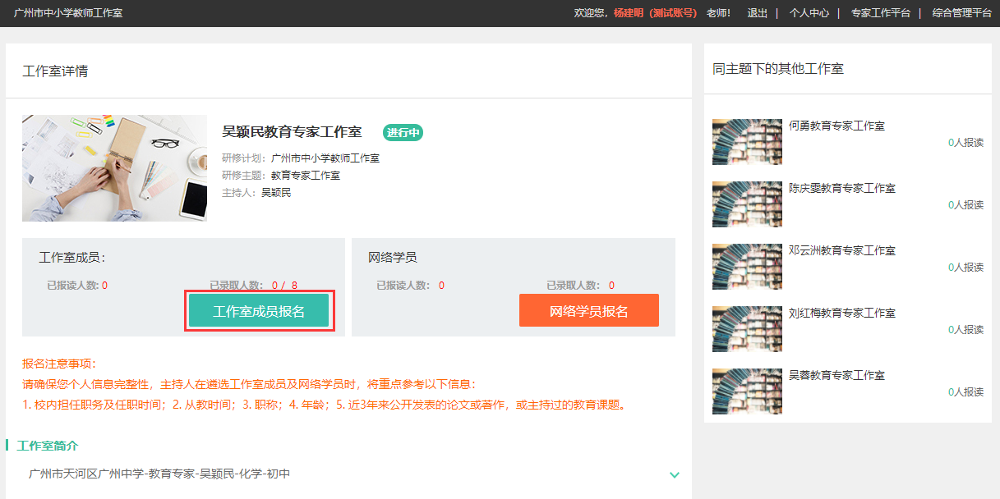 广州市中小学教师工作室
欢迎您，杨建明（测试账号） 老师！ 退出 | 个人中心 | 专家工作平台 | 综合管理平台
工作室详情
吴颖民教育专家工作室 进行中
研修计划：广州市中小学教师工作室
研修主题：教育专家工作室
主持人：吴颖民
工作室成员：
已报读人数: 0 已录取人数： 0 / 8
工作室成员报名
网络学员
已报读人数： 0 已录取人数： 0
网络学员报名
报名注意事项：
请确保您个人信息完整性，主持人在遴选工作室成员及网络学员时，将重点参考以下信息：
1. 校内担任职务及任职时间；2. 从教时间；3. 职称；4. 年龄；5. 近3年来公开发表的论文或著作，或主持过的教育课题。
工作室简介
广州市天河区广州中学-教育专家-吴颖民-化学-初中
同主题下的其他工作室
何勇教育专家工作室
0人报读
陈庆雯教育专家工作室
0人报读
邓云洲教育专家工作室
0人报读
刘红梅教育专家工作室
0人报读
吴蓉教育专家工作室
0人报读